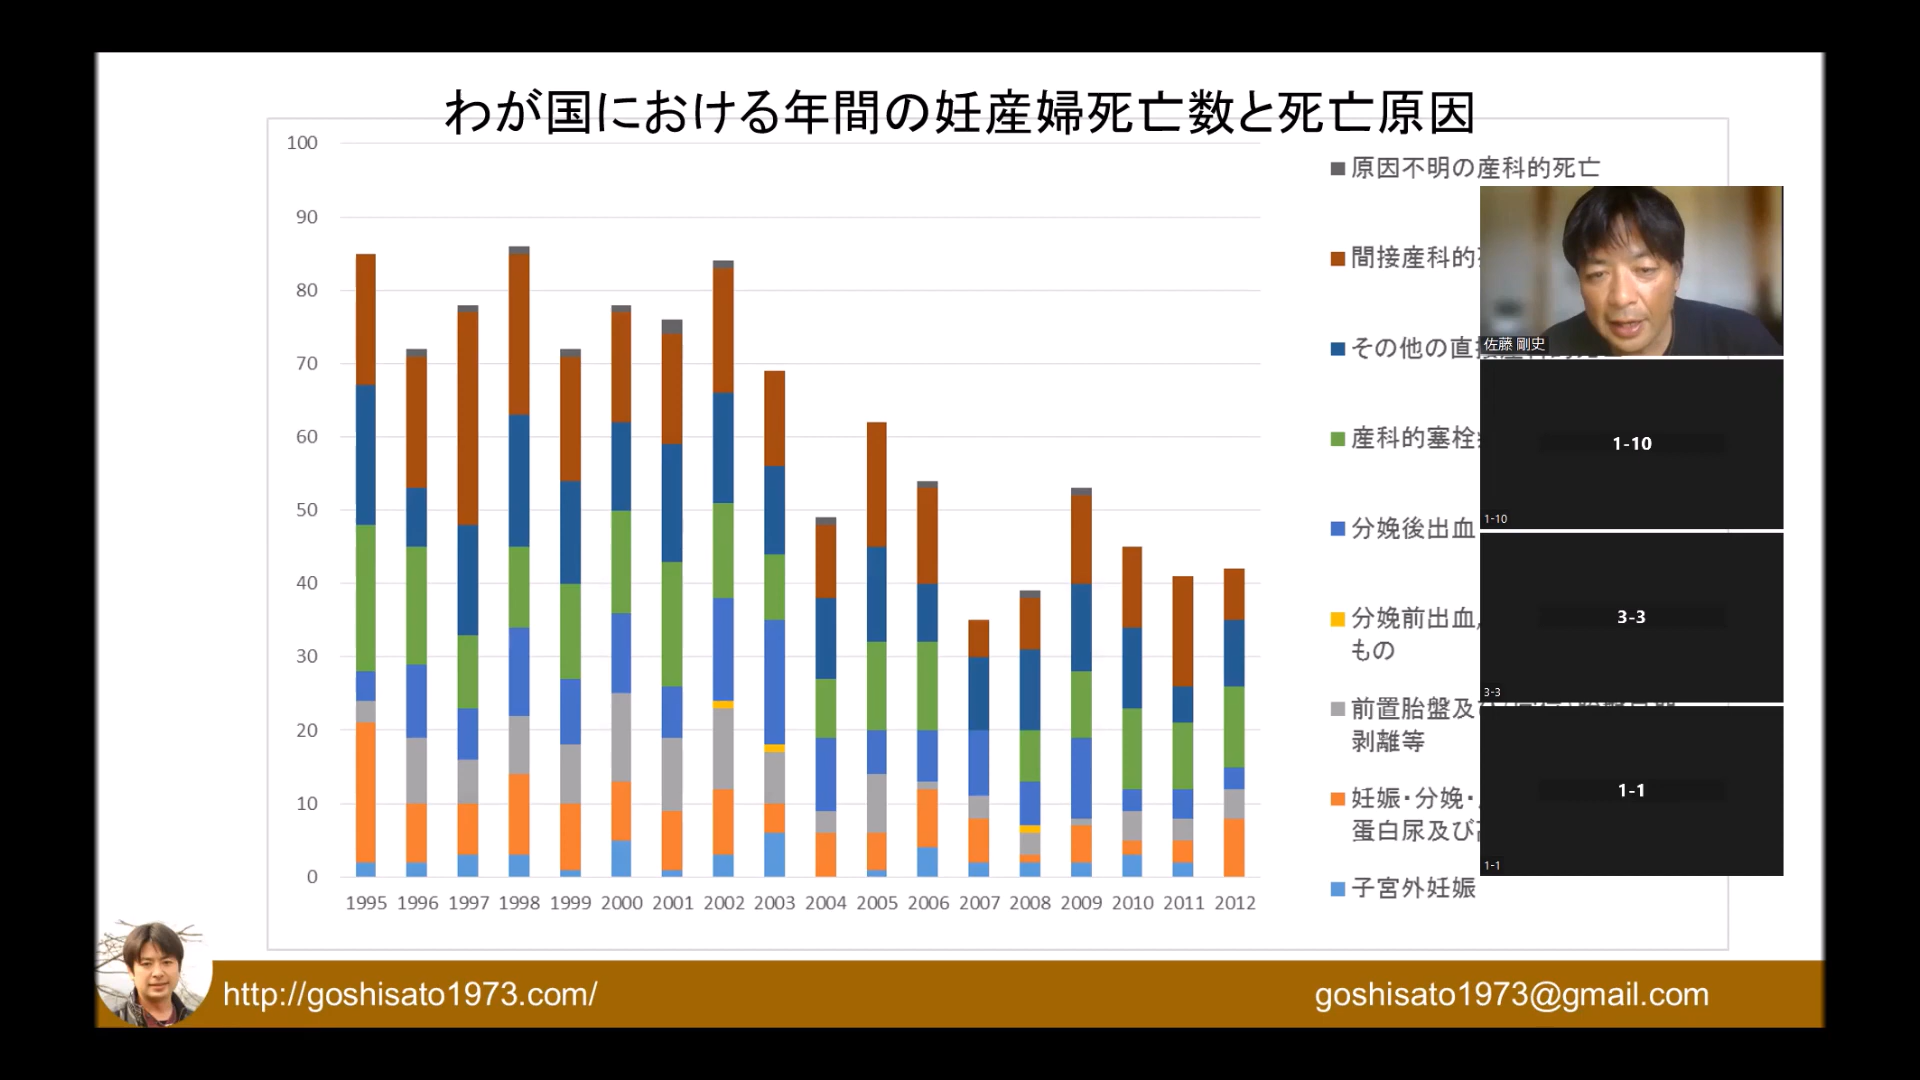 わが国における年間の妊産婦死亡数と死亡原因
100
90
80
70
60
50
40
30
20
10
0
1995 1996 1997 1998 1999 2000 2001 2002 2003 2004 2005 2006 2007 2008 2009 2010 2011 2012
原因不明の産科的死亡
間接産科的
その他の直
産科的塞栓
分娩後出血
分娩前出血,
もの
前置胎盤及
剥離等
妊娠・分娩・
蛋白尿及び
子宮外妊娠
佐藤 剛史
1-10
1-10
3-3
3-3
1-1
1-1
http://goshisato1973.com/
goshisato1973@gmail.com